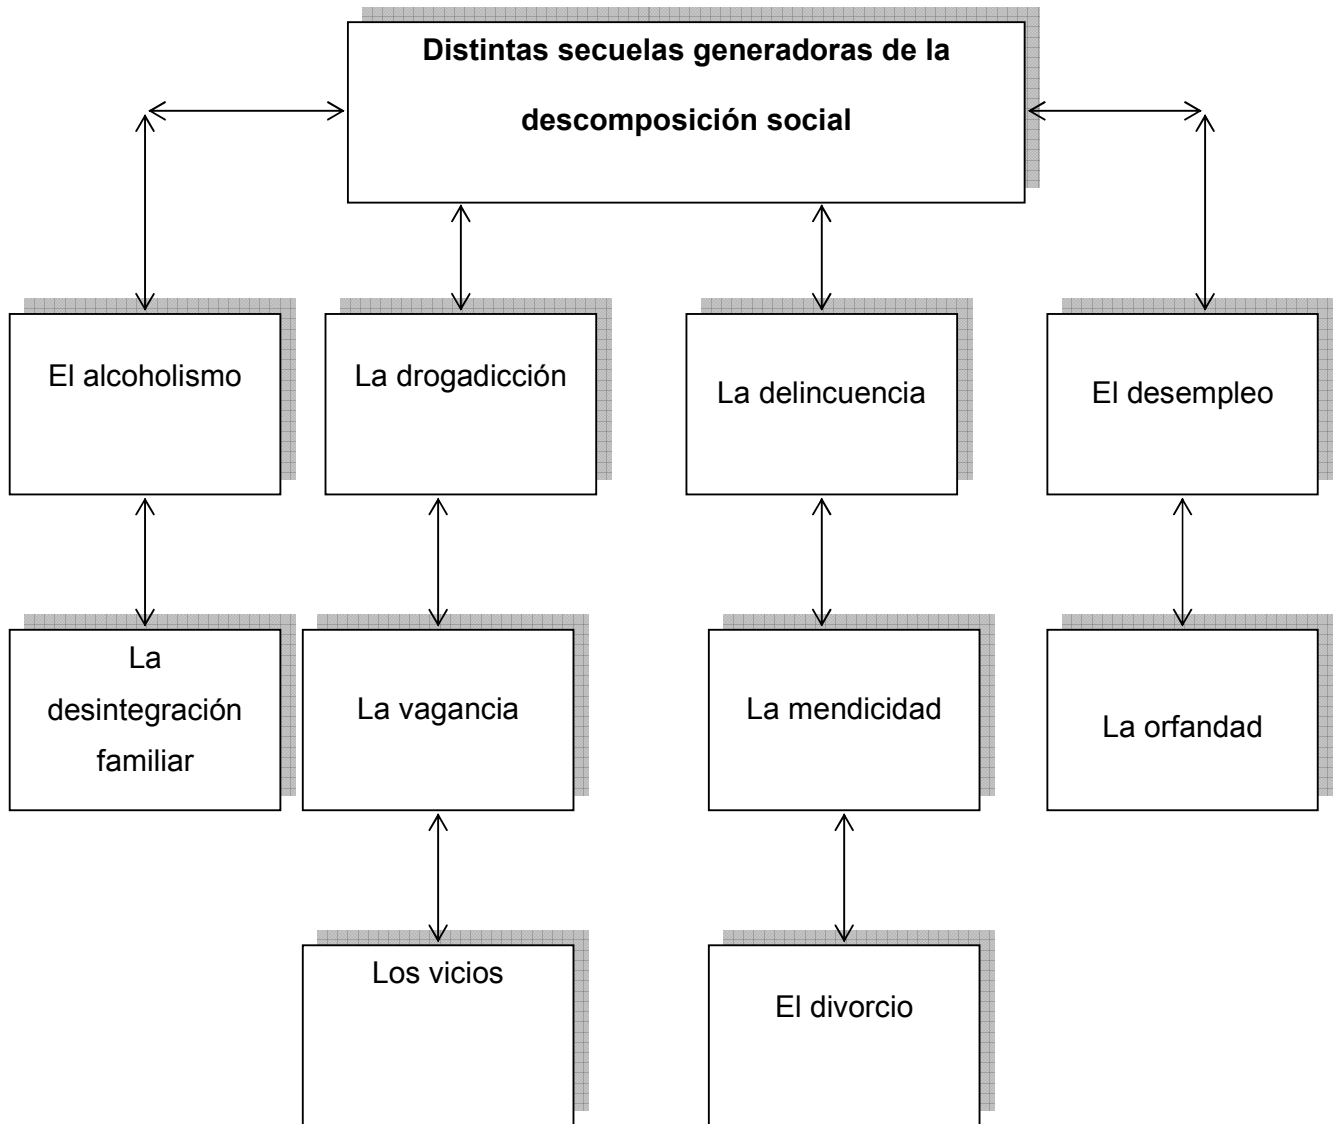 Distintas secuelas generadoras de la
descomposición social
El alcoholismo
La drogadicción
La delincuencia
El desempleo
La
desintegración
familiar
La vagancia
La mendicidad
La orfandad
Los vicios
El divorcio